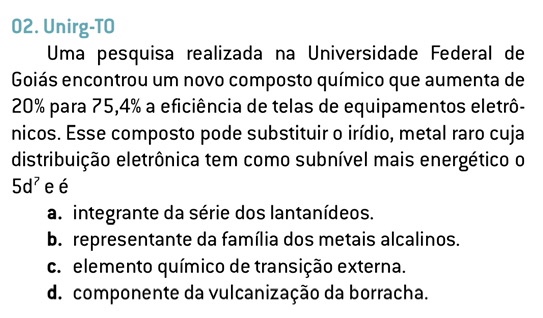 02. Unirg-TO
Uma pesquisa realizada na Universidade Federal de
Goiás encontrou um novo composto químico que aumenta de
20% para 75,4% a eficiência de telas de equipamentos eletrô-
nicos. Esse composto pode substituir o irídio, metal raro cuja
distribuição eletrônica tem como subnível mais energético o
5d⁷ e é
a. integrante da série dos lantanídeos.
b. representante da família dos metais alcalinos.
c. elemento químico de transição externa.
d. componente da vulcanização da borracha.